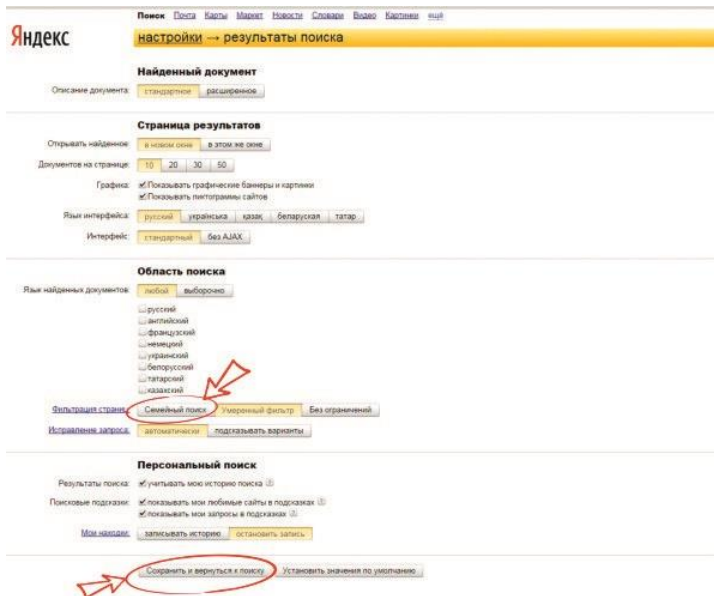 Поиск Почта Карты Маркет Новости Словари Видео Картинки ещё
Яндекс
настройки → результаты поиска
Найденный документ
Описание документа: стандартное расширенное
Страница результатов
Открывать найденное: в новом окне в этом же окне
Документов на странице: 10 20 30 50
Графика: Показывать графические баннеры и картинки
Показывать пиктограммы сайтов
Язык интерфейса: русский українська қазақ беларуская татар
Интерфейс: стандартный без AJAX
Область поиска
Язык найденных документов: любой выборочно
русский
английский
французский
немецкий
украинский
белорусский
татарский
казахский
Фильтрация страниц: Семейный поиск Умеренный фильтр Без ограничений
Исправление запроса: автоматически подсказывать варианты
Персональный поиск
Результаты поиска: учитывать мою историю поиска
Поисковые подсказки: показывать мои любимые сайты в подсказках
показывать мои запросы в подсказках
Мои находки: записывать историю остановить запись
Сохранить и вернуться к поиску Установить значения по умолчанию